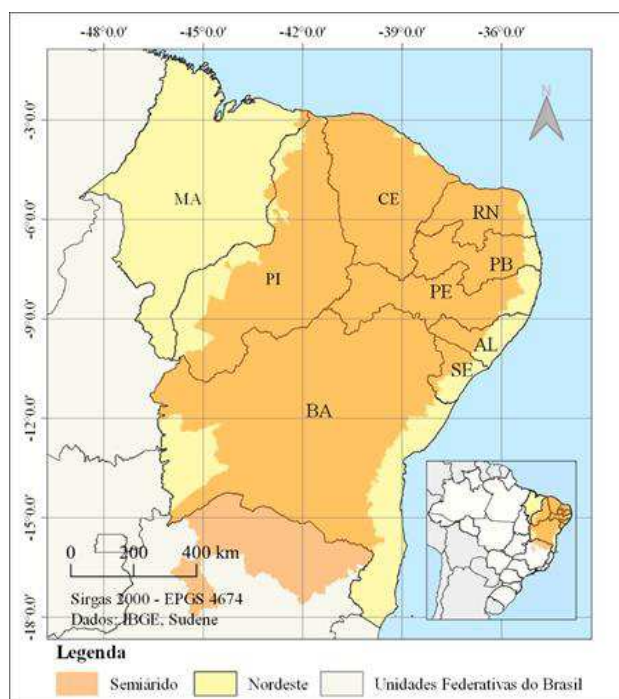 -48°0.0' -45°0.0' -42°0.0' -39°0.0' -36°0.0'
-3°0.0'
-6°0.0'
-9°0.0'
-12°0.0'
-15°0.0'
-18°0.0'
N
MA
CE
RN
PB
PI
PE
AL
SE
BA
0 200 400 km
Sirgas 2000 - EPGS 4674
Dados: IBGE, Sudene
Legenda
Semiárido Nordeste Unidades Federativas do Brasil